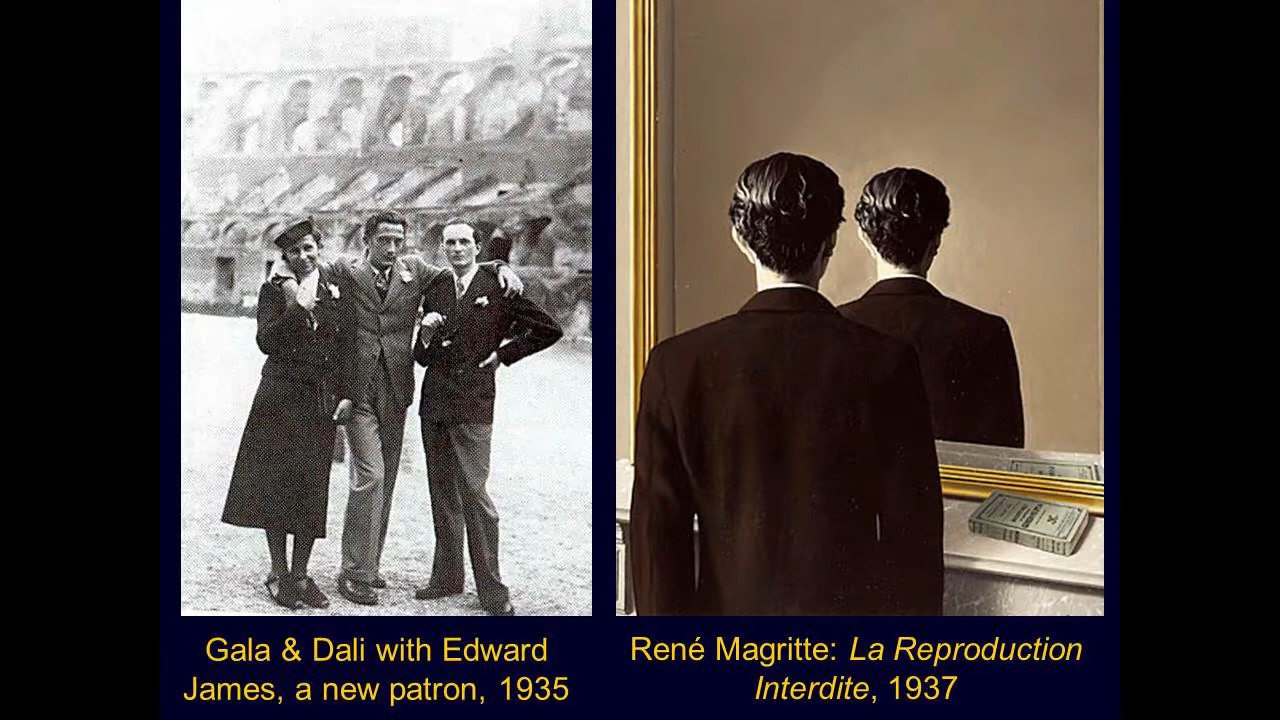 Gala & Dali with Edward
James, a new patron, 1935
René Magritte: La Reproduction
Interdite, 1937